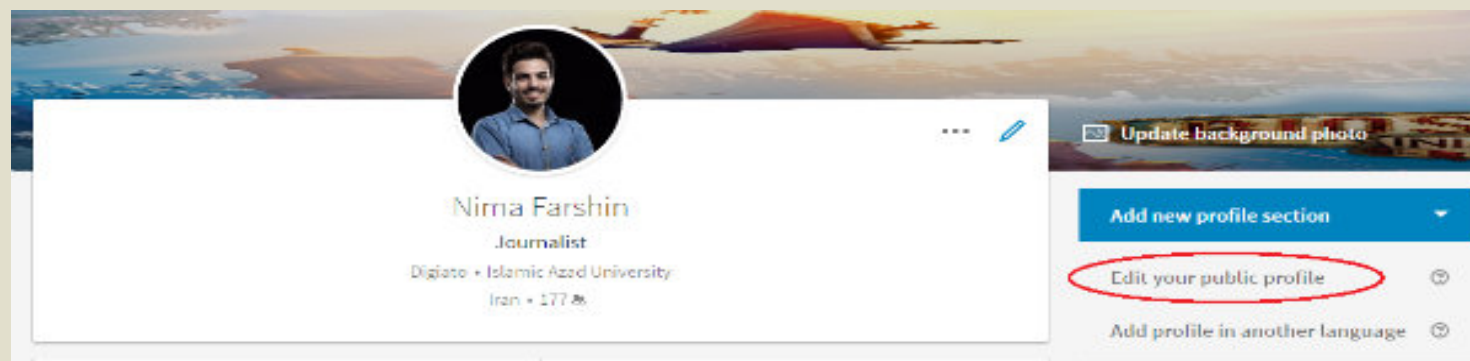 Update background photo
Nima Farshin
Add new profile section
Journalist
Digiato • Islamic Azad University
Edit your public profile
Iran • 177
Add profile in another language